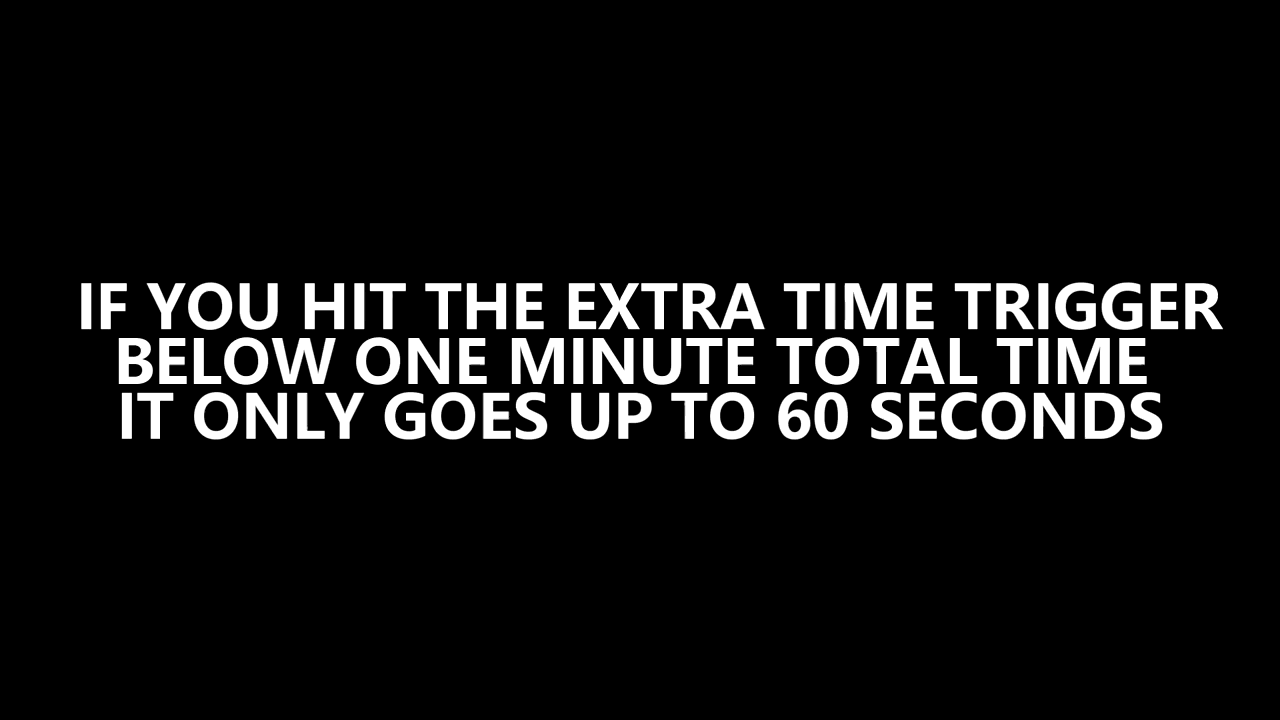 IF YOU HIT THE EXTRA TIME TRIGGER
BELOW ONE MINUTE TOTAL TIME
IT ONLY GOES UP TO 60 SECONDS